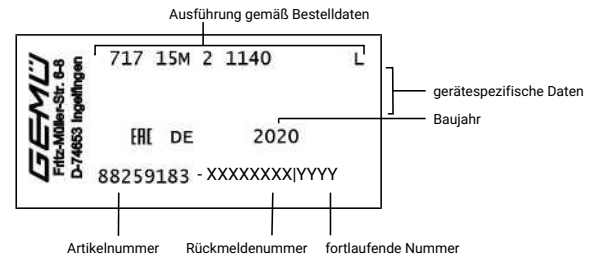 Ausführung gemäß Bestelldaten
GEMÜ
Fritz-Müller-Str. 6-8
D-74653 Ingelfingen
717 15M 2 1140 L
gerätespezifische Daten
Baujahr
EAC DE 2020
88259183 - XXXXXXXX|YYYY
Artikelnummer Rückmeldenummer fortlaufende Nummer